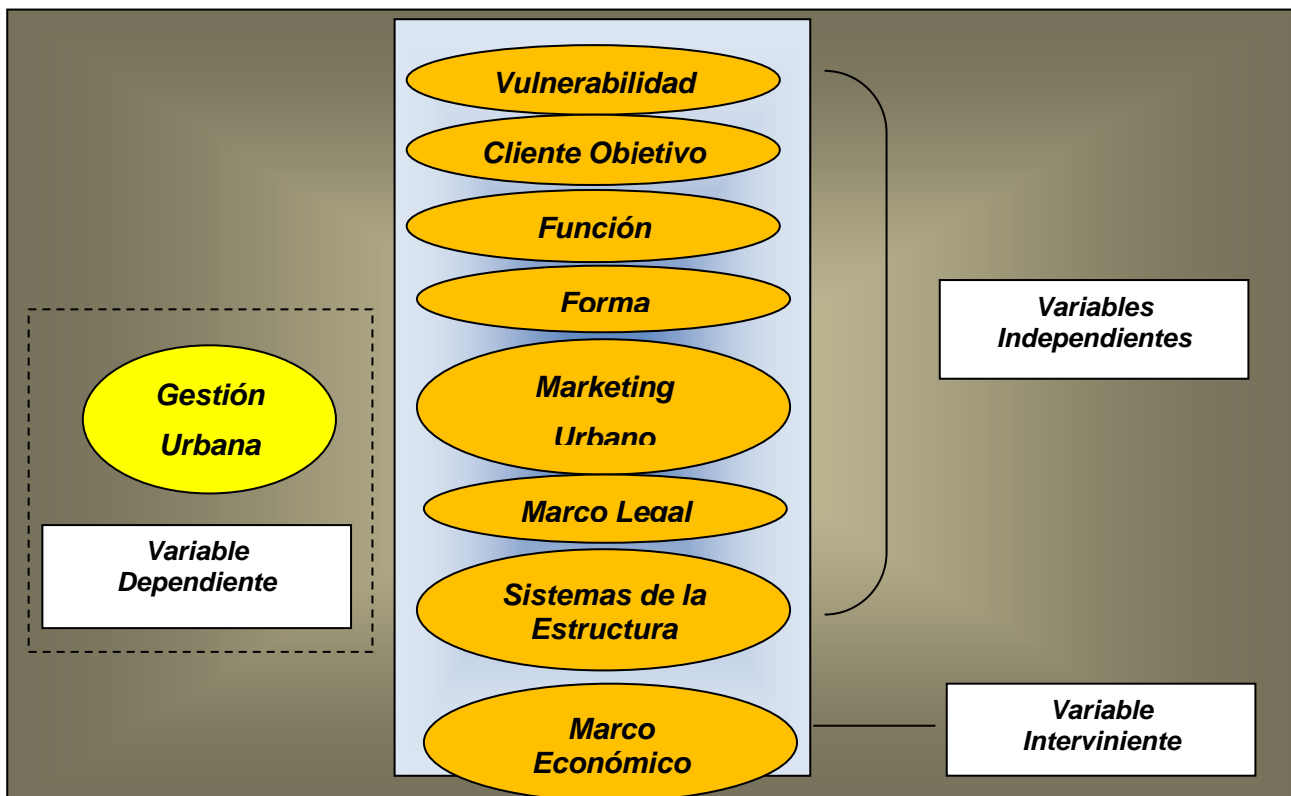 Vulnerabilidad
Cliente Objetivo
Función
Forma
Marketing
Urbano
Marco Legal
Sistemas de la
Estructura
Marco
Económico
Gestión
Urbana
Variable
Dependiente
Variables
Independientes
Variable
Interviniente